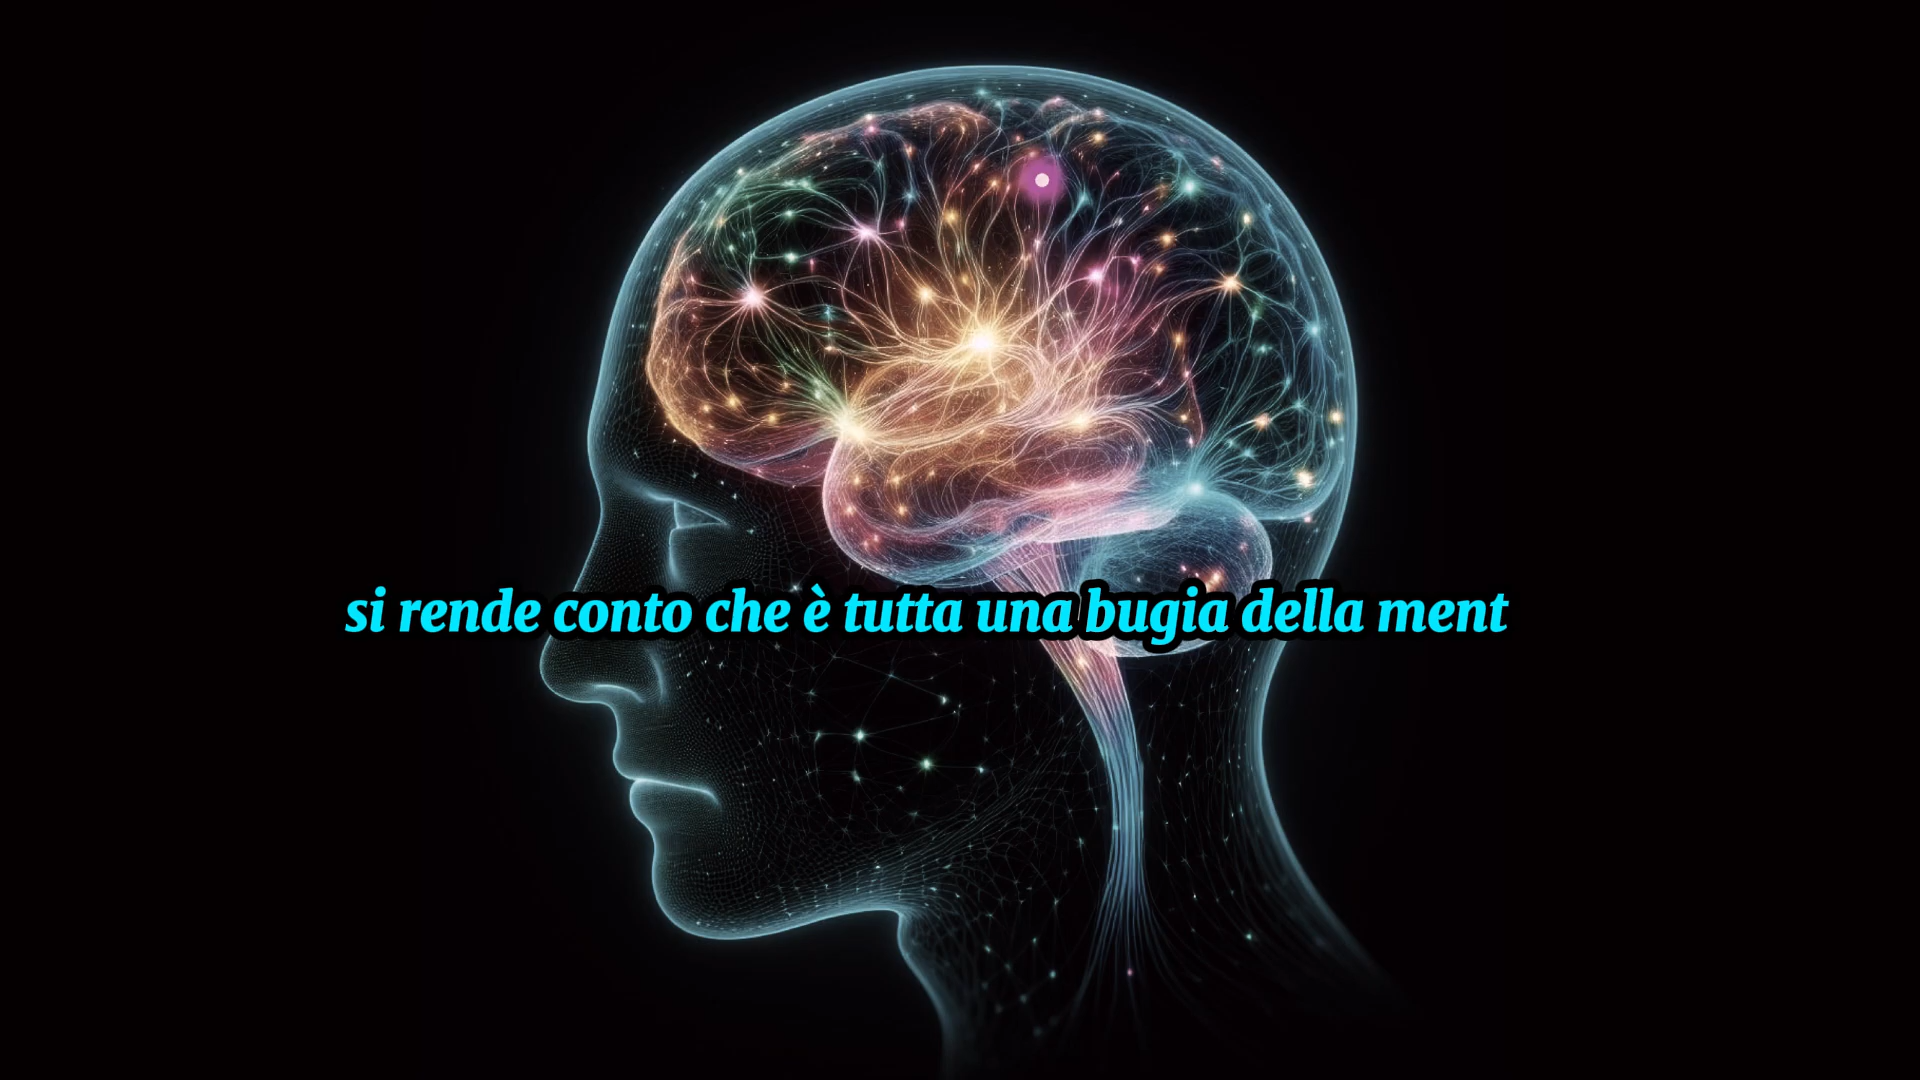 si rende conto che è tutta una bugia della ment